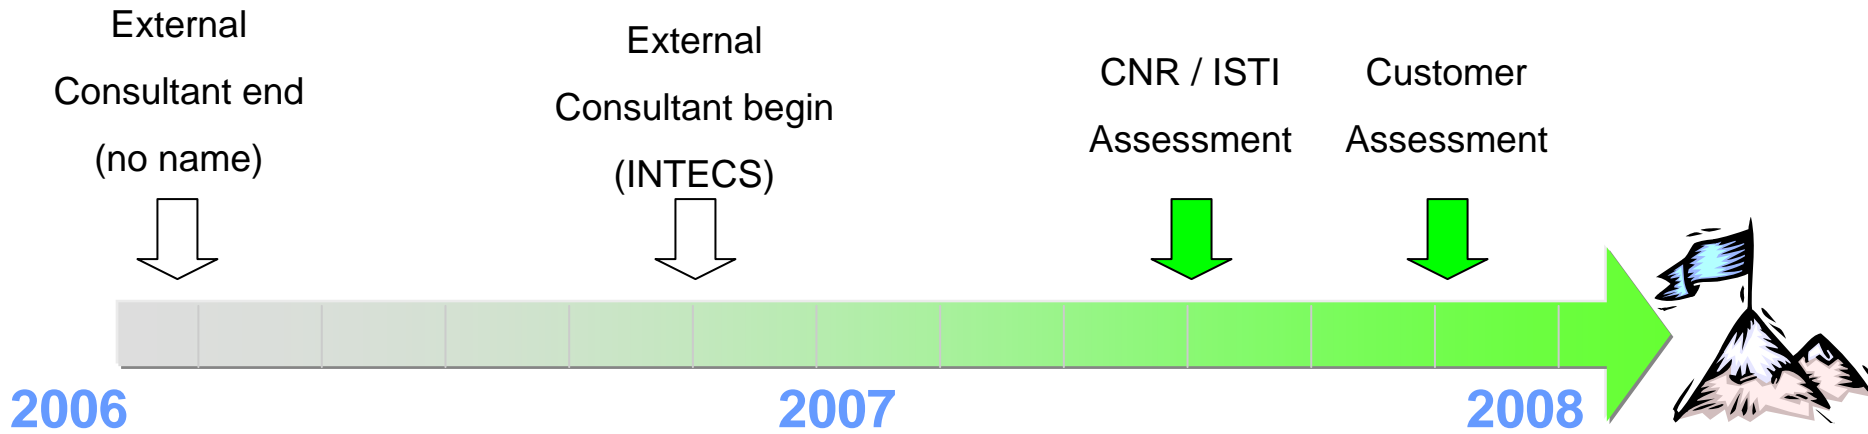 External
Consultant end
(no name)
External
Consultant begin
(INTECS)
CNR / ISTI
Assessment
Customer
Assessment
2006
2007
2008